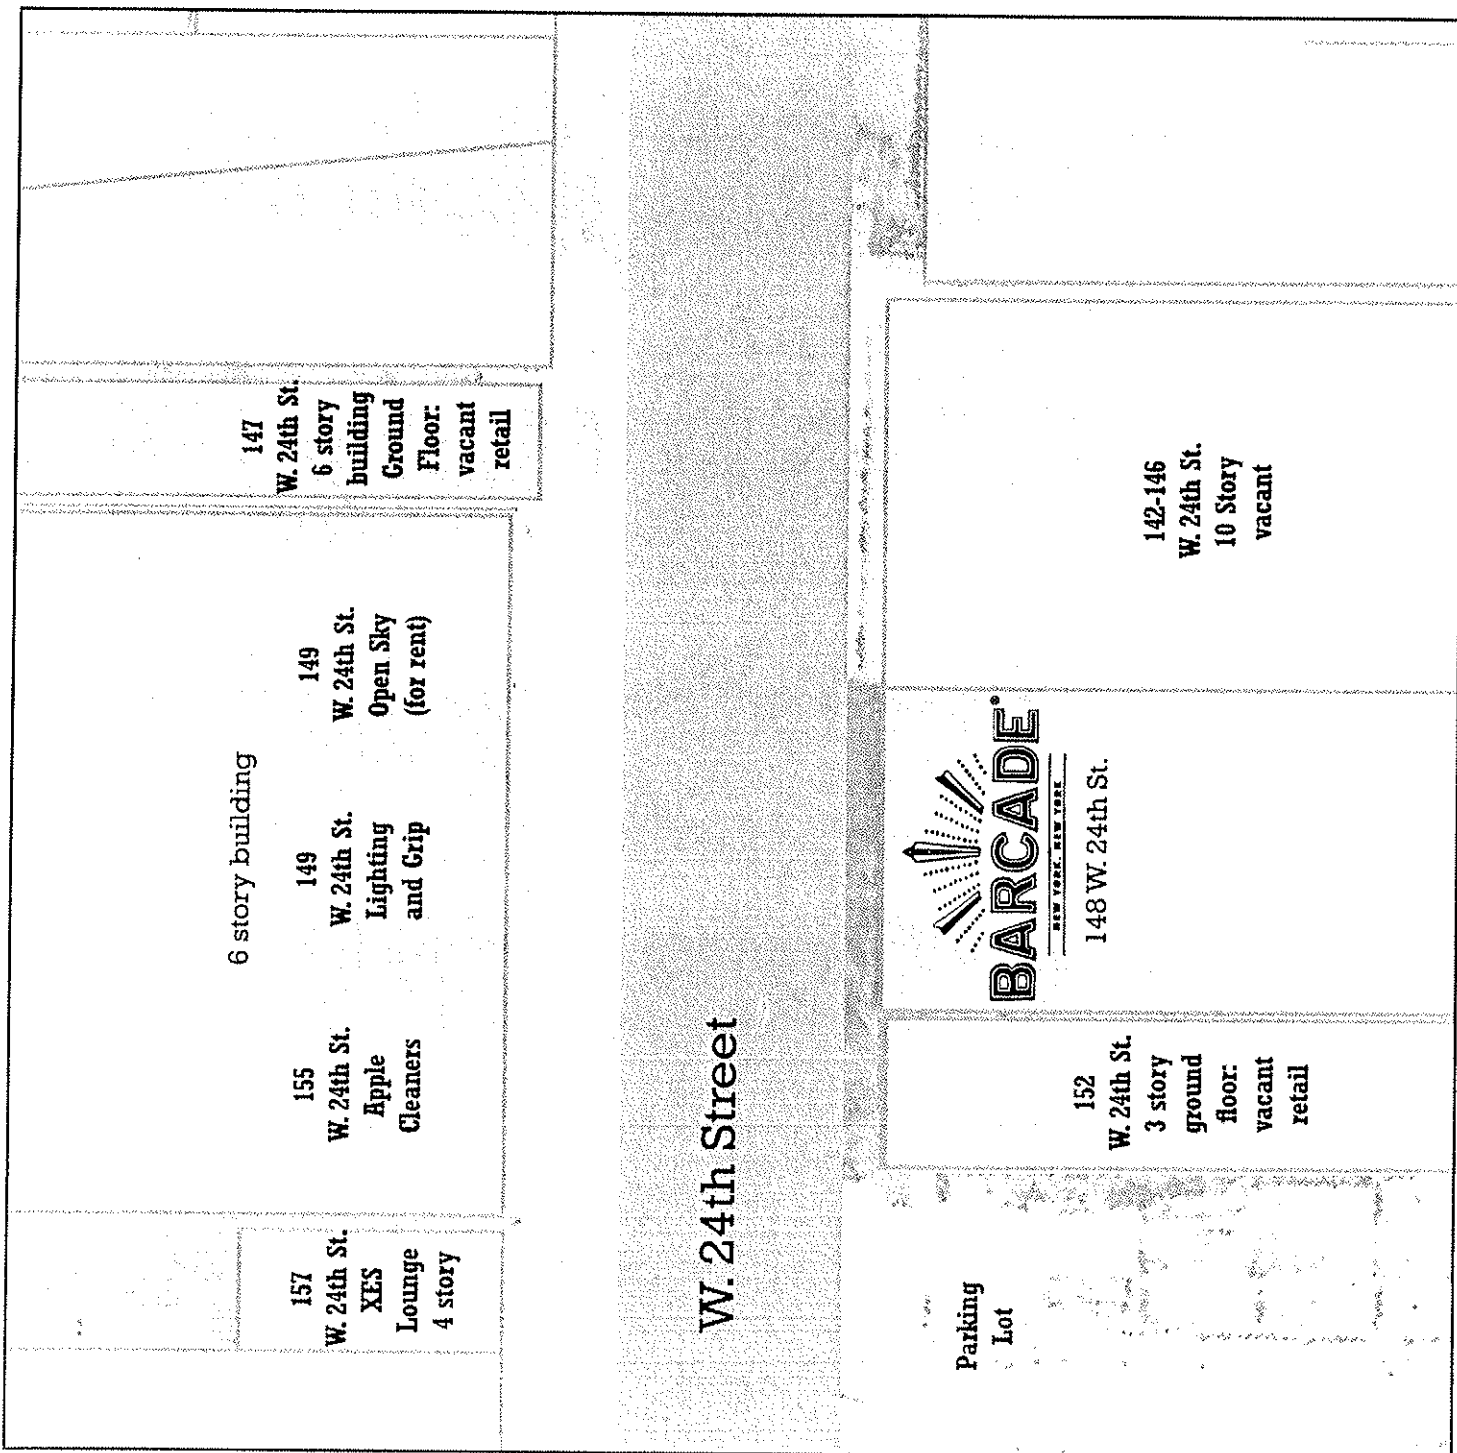 147
W. 24th St.
6 story
building
Ground
Floor:
vacant
retail
6 story building
149
W. 24th St.
Open Sky
(for rent)
149
W. 24th St.
Lighting
and Grip
155
W. 24th St.
Apple
Cleaners
157
W. 24th St.
XES
Lounge
4 story
W. 24th Street
142-146
W. 24th St.
10 Story
vacant
BARCADE®
NEW YORK, NEW YORK
148 W. 24th St.
152
W. 24th St.
3 story
ground
floor:
vacant
retail
Parking
Lot